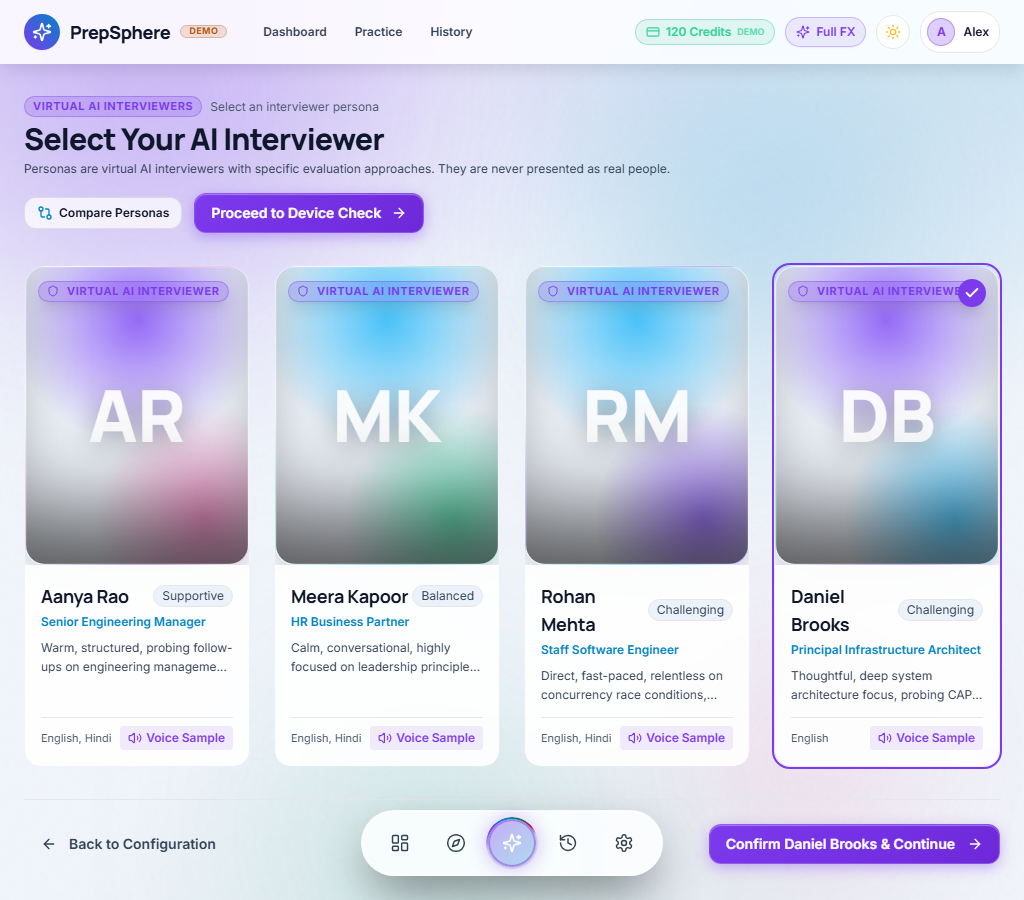 PrepSphere DEMO Dashboard Practice History 120 Credits DEMO Full FX A Alex
VIRTUAL AI INTERVIEWERS Select an interviewer persona
Select Your AI Interviewer
Personas are virtual AI interviewers with specific evaluation approaches. They are never presented as real people.
Compare Personas Proceed to Device Check
VIRTUAL AI INTERVIEWER
AR
Aanya Rao Supportive
Senior Engineering Manager
Warm, structured, probing follow-
ups on engineering manageme...
English, Hindi Voice Sample
VIRTUAL AI INTERVIEWER
MK
Meera Kapoor Balanced
HR Business Partner
Calm, conversational, highly
focused on leadership principle...
English, Hindi Voice Sample
VIRTUAL AI INTERVIEWER
RM
Rohan
Mehta
Challenging
Staff Software Engineer
Direct, fast-paced, relentless on
concurrency race conditions,...
English, Hindi Voice Sample
VIRTUAL AI INTERVIEWE
DB
Daniel
Brooks
Challenging
Principal Infrastructure Architect
Thoughtful, deep system
architecture focus, probing CAP...
English Voice Sample
Back to Configuration Confirm Daniel Brooks & Continue